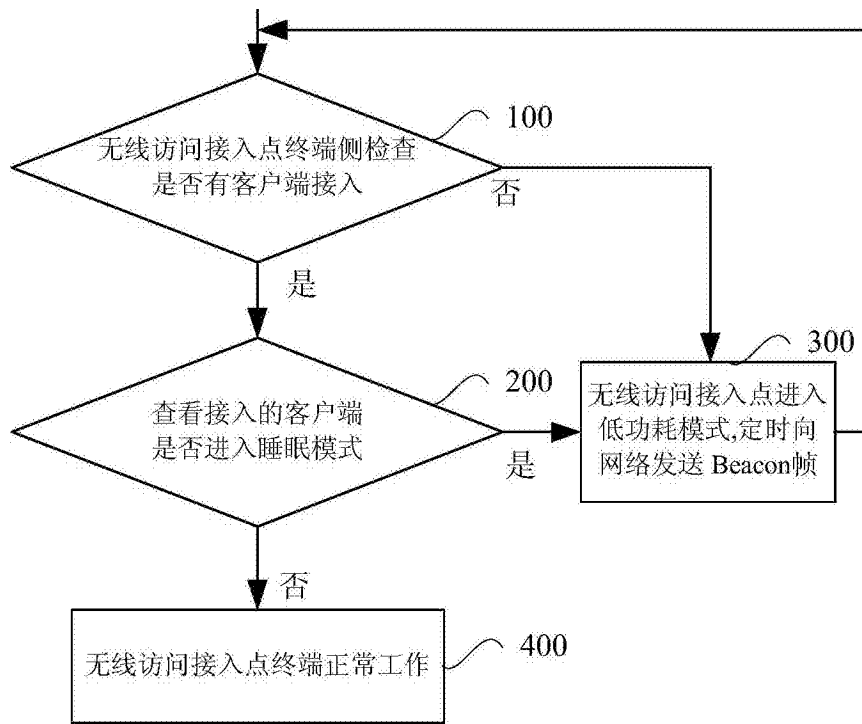 100
无线访问接入点终端侧检查
是否有客户端接入
否
是
200
查看接入的客户端
是否进入睡眠模式
是
300
无线访问接入点进入
低功耗模式,定时向
网络发送 Beacon帧
否
无线访问接入点终端正常工作
400